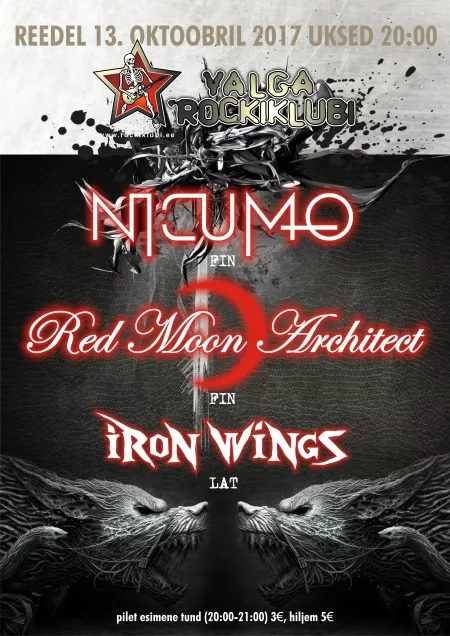 REEDEL 13. OKTOOBRIL 2017 UKSED 20:00
VALGA
ROCKIKLUBI
www.rockiklubi.ee
NICUMO
FIN
Red Moon Architect
FIN
IRON WINGS
LAT
pilet esimene tund (20:00-21:00) 3€, hiljem 5€